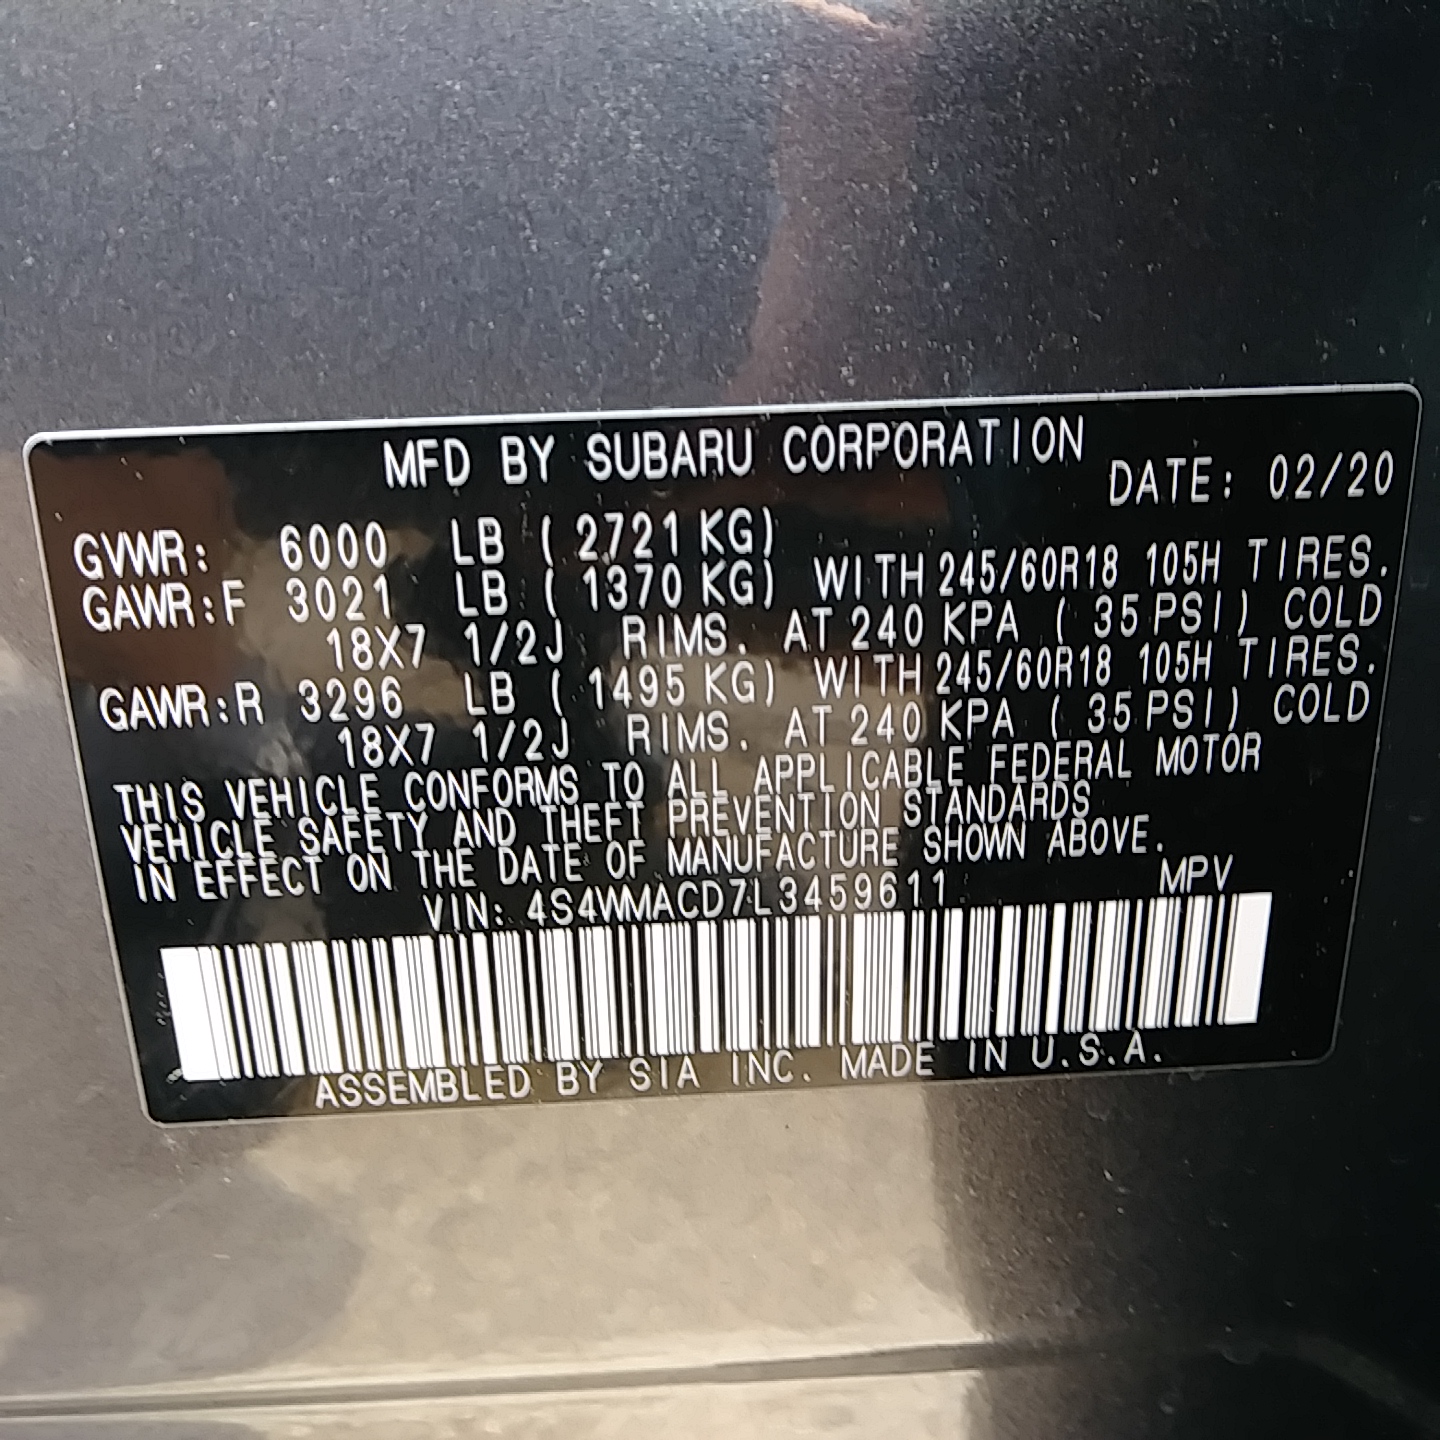 MFD BY SUBARU CORPORATION
DATE: 02/20
GVWR: 6000 LB ( 2721 KG)
GAWR:F 3021 LB ( 1370 KG) WITH 245/60R18 105H TIRES.
18X7 1/2J RIMS. AT 240 KPA ( 35 PSI) COLD
GAWR:R 3296 LB ( 1495 KG) WITH 245/60R18 105H TIRES.
18X7 1/2J RIMS. AT 240 KPA ( 35 PSI) COLD
THIS VEHICLE CONFORMS TO ALL APPLICABLE FEDERAL MOTOR
VEHICLE SAFETY AND THEFT PREVENTION STANDARDS
IN EFFECT ON THE DATE OF MANUFACTURE SHOWN ABOVE.
VIN: 4S4WMACD7L3459611 MPV
ASSEMBLED BY SIA INC. MADE IN U.S.A.